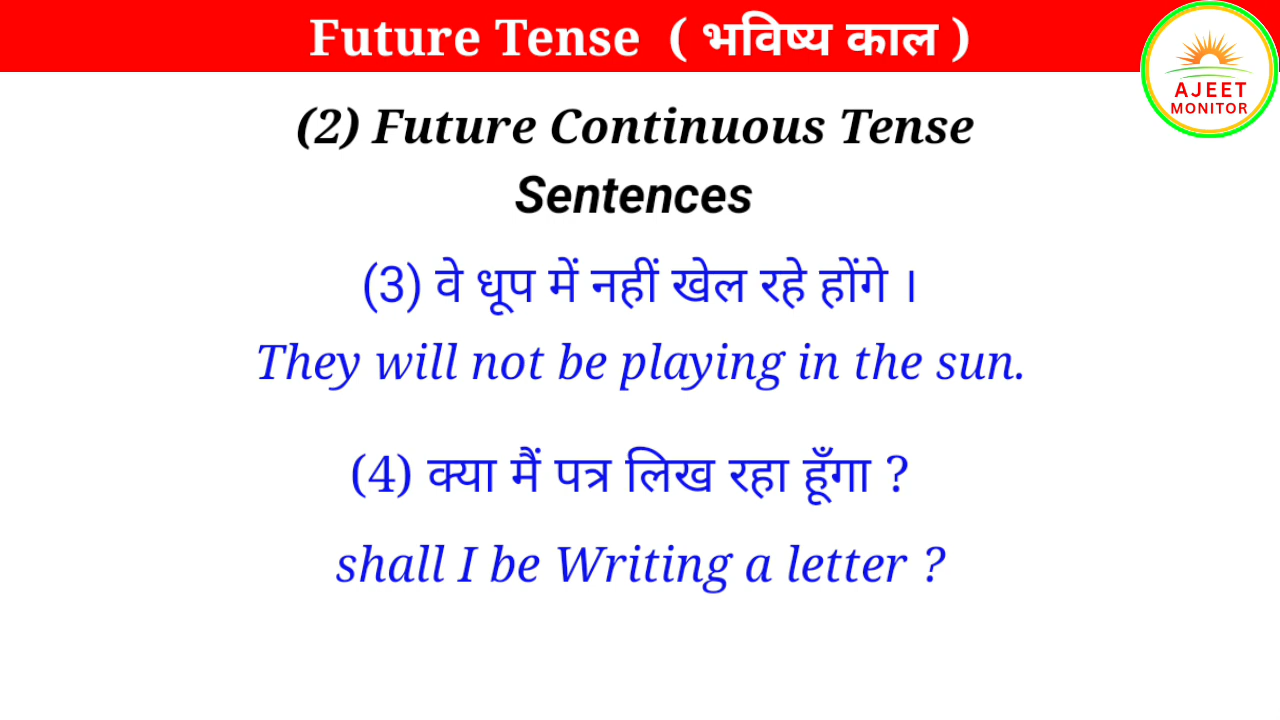 Future Tense ( भविष्य काल )
AJEET
MONITOR
(2) Future Continuous Tense
Sentences
(3) वे धूप में नहीं खेल रहे होंगे ।
They will not be playing in the sun.
(4) क्या मैं पत्र लिख रहा हूँगा ?
shall I be Writing a letter ?